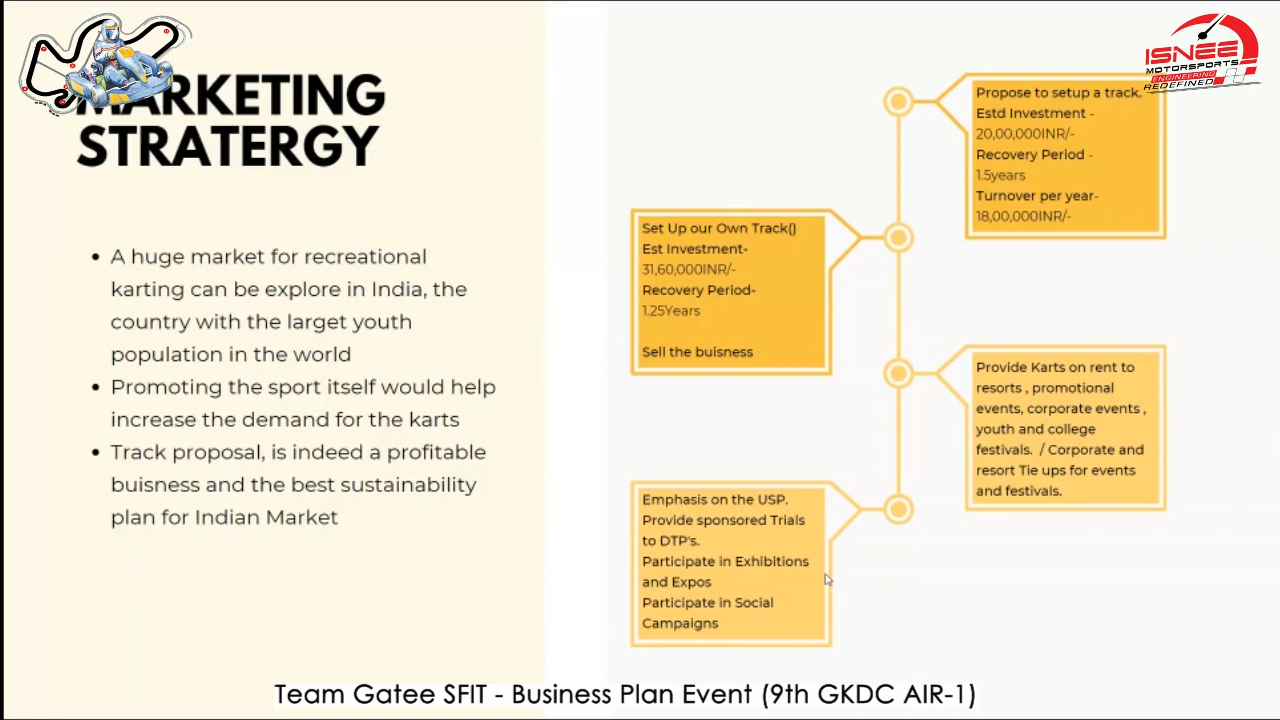 MARKETING
STRATERGY
A huge market for recreational
karting can be explore in India, the
country with the larget youth
population in the world
Promoting the sport itself would help
increase the demand for the karts
Track proposal, is indeed a profitable
buisness and the best sustainability
plan for Indian Market
ISNEE
MOTORSPORTS
ENGINEERING
REDEFINED
Propose to setup a track.
Estd Investment -
20,00,000INR/-
Recovery Period -
1.5years
Turnover per year-
18,00,000INR/-
Set Up our Own Track()
Est Investment-
31,60,000INR/-
Recovery Period-
1.25Years
Sell the buisness
Provide Karts on rent to
resorts , promotional
events, corporate events ,
youth and college
festivals.  / Corporate and
resort Tie ups for events
and festivals.
Emphasis on the USP.
Provide sponsored Trials
to DTP's.
Participate in Exhibitions
and Expos
Participate in Social
Campaigns
Team Gatee SFIT - Business Plan Event (9th GKDC AIR-1)